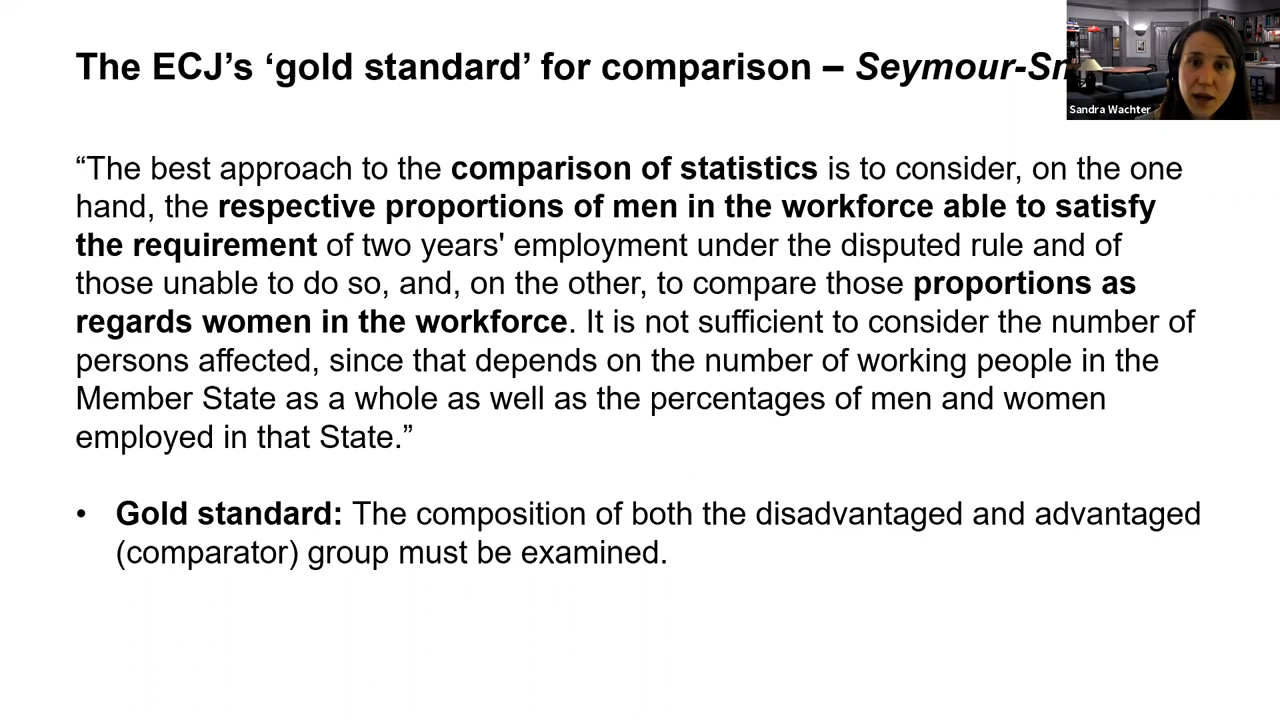 The ECJ’s ‘gold standard’ for comparison – Seymour-
Sandra Wachter
“The best approach to the comparison of statistics is to consider, on the one
hand, the respective proportions of men in the workforce able to satisfy
the requirement of two years' employment under the disputed rule and of
those unable to do so, and, on the other, to compare those proportions as
regards women in the workforce. It is not sufficient to consider the number of
persons affected, since that depends on the number of working people in the
Member State as a whole as well as the percentages of men and women
employed in that State.”
• Gold standard: The composition of both the disadvantaged and advantaged
(comparator) group must be examined.